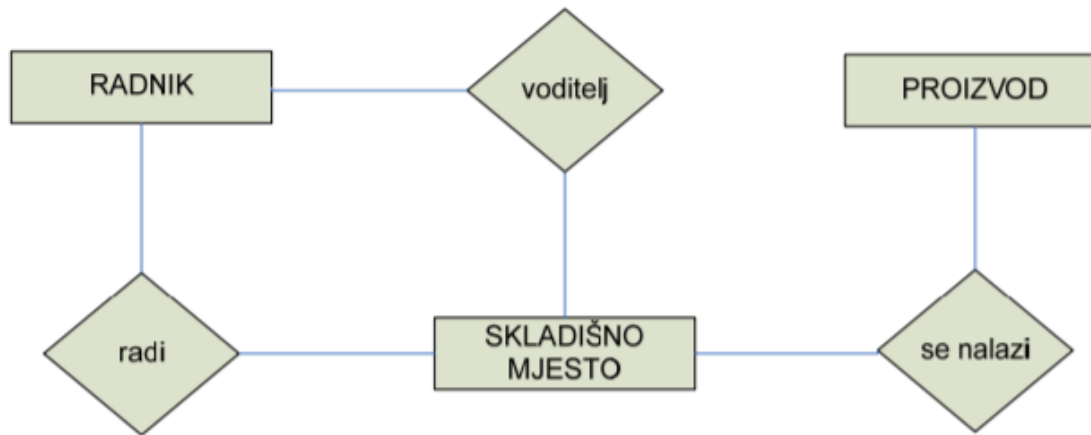 RADNIK
voditelj
PROIZVOD
radi
SKLADIŠNO
MJESTO
se nalazi